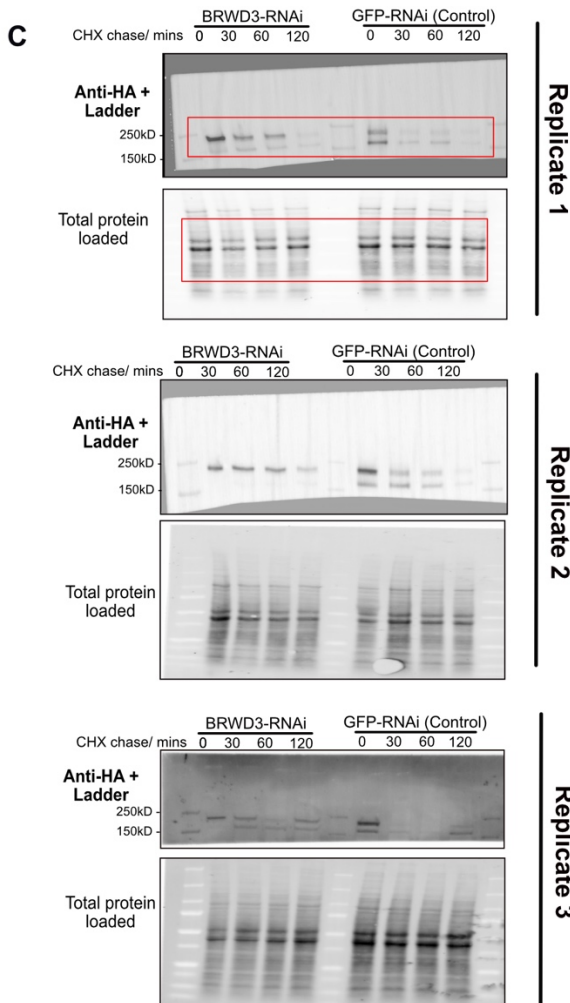 C
BRWD3-RNAi GFP-RNAi (Control)
CHX chase/ mins 0 30 60 120 0 30 60 120
Anti-HA +
Ladder
250kD
150kD
Total protein
loaded
Replicate 1
BRWD3-RNAi GFP-RNAi (Control)
CHX chase/ mins 0 30 60 120 0 30 60 120
Anti-HA +
Ladder
250kD
150kD
Total protein
loaded
Replicate 2
BRWD3-RNAi GFP-RNAi (Control)
CHX chase/ mins 0 30 60 120 0 30 60 120
Anti-HA +
Ladder
250kD
150kD
Total protein
loaded
Replicate 3